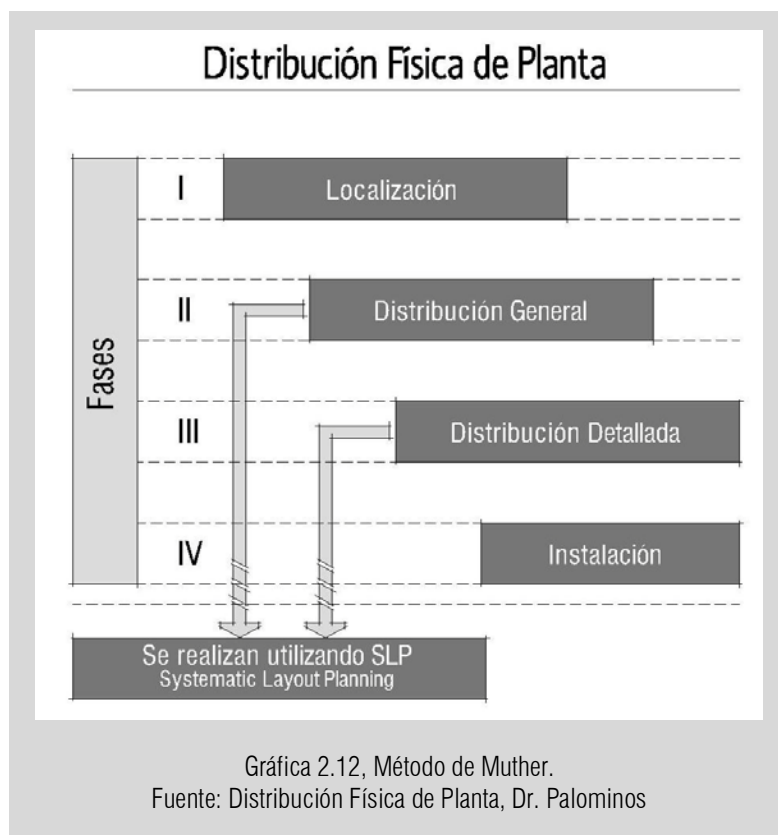 Distribución Física de Planta
Fases
I
Localización
II
Distribución General
III
Distribución Detallada
IV
Instalación
Se realizan utilizando SLP
Systematic Layout Planning
Gráfica 2.12, Método de Muther.
Fuente: Distribución Física de Planta, Dr. Palominos